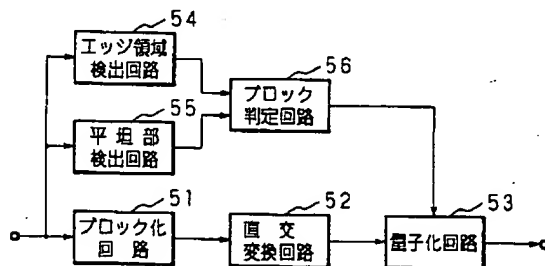 54
エッジ領域
検出回路
56
ブロック
判定回路
55
平坦部
検出回路
51
ブロック化
回路
52
直交
変換回路
53
量子化回路